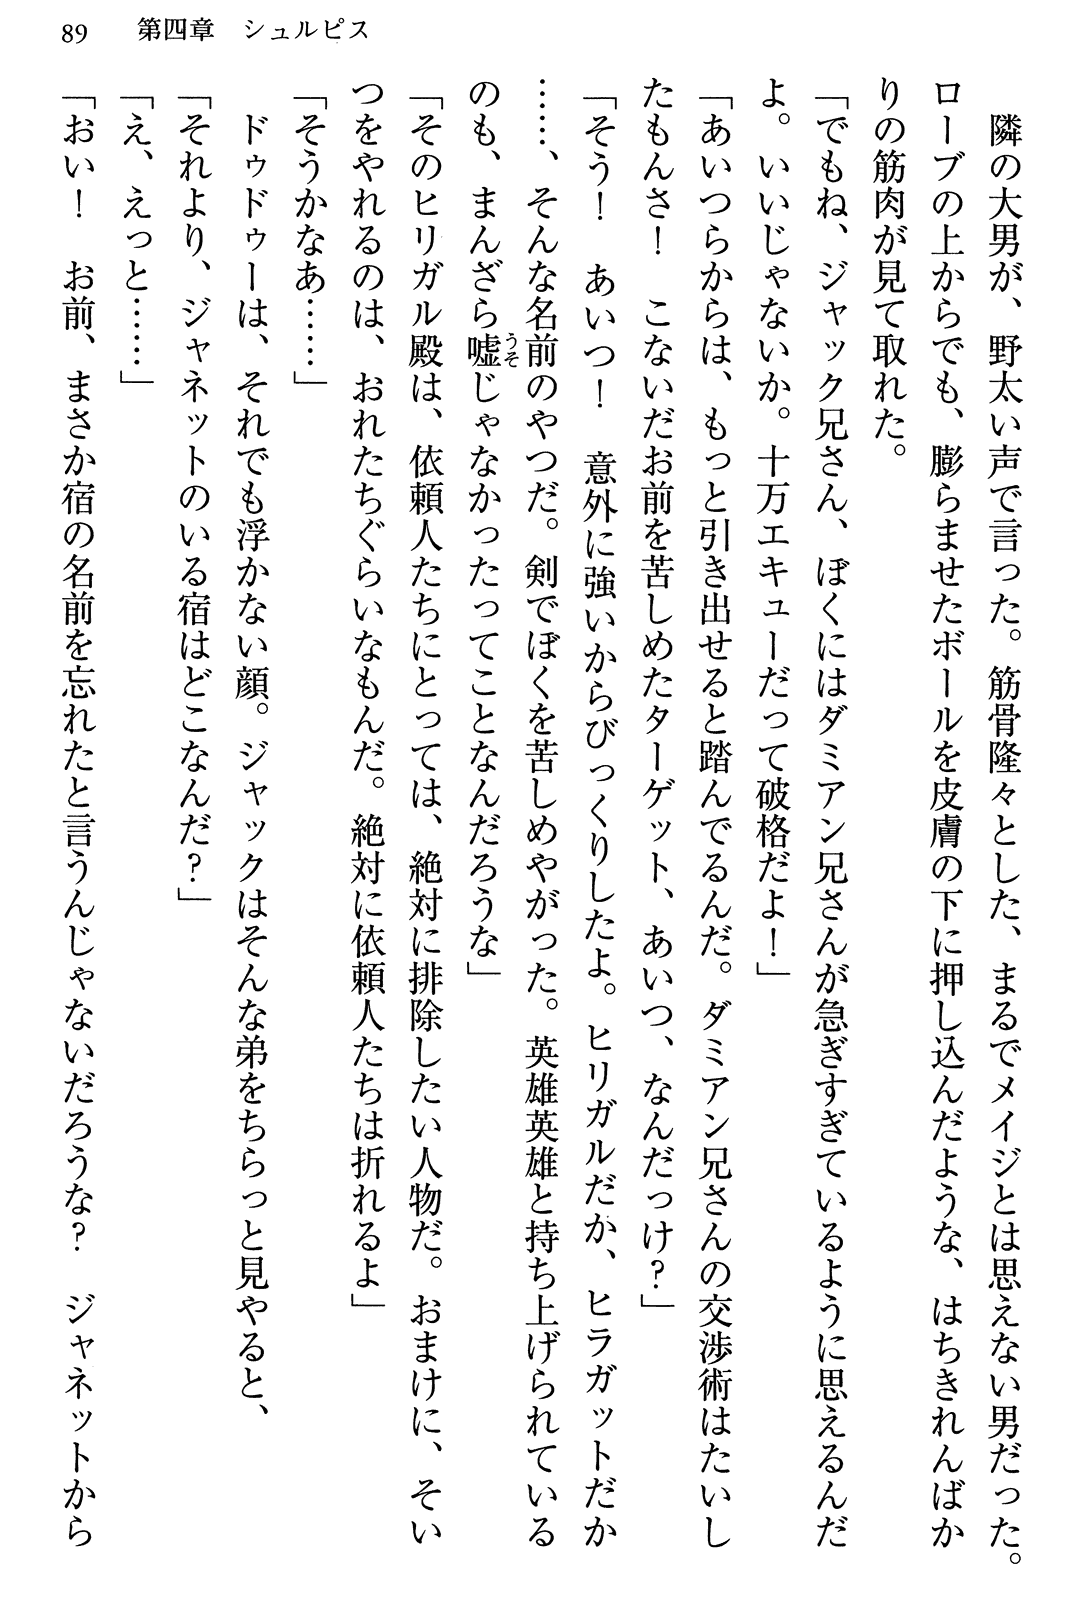 89　第四章　シュルピス
　隣の大男が、野太い声で言った。筋骨隆々とした、まるでメイジとは思えない男だった。
ローブの上からでも、膨らませたボールを皮膚の下に押し込んだような、はちきれんばか
りの筋肉が見て取れた。
「でもね、ジャック兄さん、ぼくにはダミアン兄さんが急ぎすぎているように思えるんだ
よ。いいじゃないか。十万エキューだって破格だよ！」
「あいつらからは、もっと引き出せると踏んでるんだ。ダミアン兄さんの交渉術はたいし
たもんさ！　こないだお前を苦しめたターゲット、あいつ、なんだっけ？」
「そう！　あいつ！　意外に強いからびっくりしたよ。ヒリガルだか、ヒラガットだか
……、そんな名前のやつだ。剣でぼくを苦しめやがった。英雄英雄と持ち上げられている
のも、まんざら嘘じゃなかったってことなんだろうな」
うそ
「そのヒリガル殿は、依頼人たちにとっては、絶対に排除したい人物だ。おまけに、そい
つをやれるのは、おれたちぐらいなもんだ。絶対に依頼人たちは折れるよ」
「そうかなあ……」
　ドゥドゥーは、それでも浮かない顔。ジャックはそんな弟をちらっと見やると、
「それより、ジャネットのいる宿はどこなんだ？」
「え、えっと……」
「おい！　お前、まさか宿の名前を忘れたと言うんじゃないだろうな？　ジャネットから